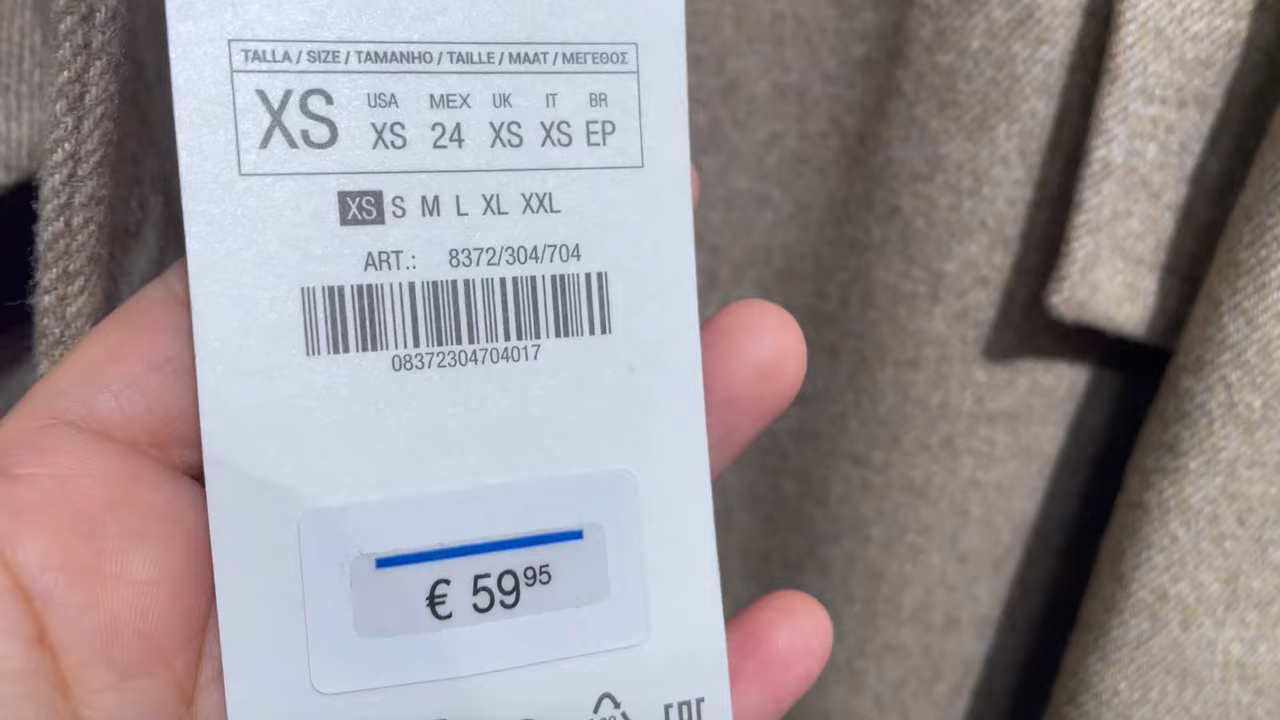 TALLA / SIZE / TAMANHO / TAILLE / MAAT / ΜΕΓΕΘΟΣ
XS
USA MEX UK IT BR
XS 24 XS XS EP
XS S M L XL XXL
ART.: 8372/304/704
08372304704017
€ 59⁹⁵